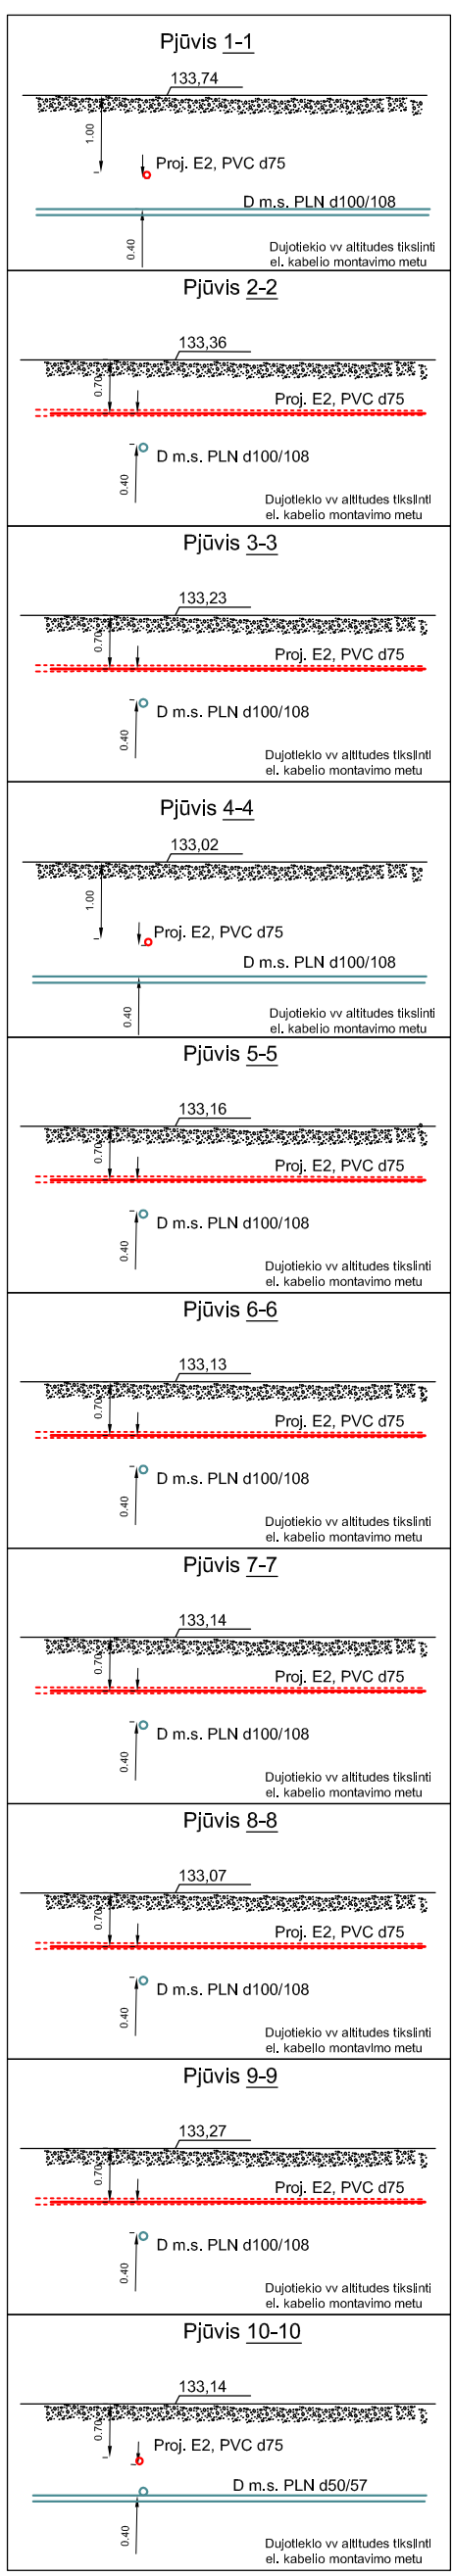 Pjūvis 1-1
133,74
1.00
Proj. E2, PVC d75
D m.s. PLN d100/108
0.40
Dujotiekio vv altitudes tikslinti
el. kabelio montavimo metu
Pjūvis 2-2
133,36
0.70
Proj. E2, PVC d75
D m.s. PLN d100/108
0.40
Dujotiekio vv altitudes tikslinti
el. kabelio montavimo metu
Pjūvis 3-3
133,23
0.70
Proj. E2, PVC d75
D m.s. PLN d100/108
0.40
Dujotiekio vv altitudes tikslinti
el. kabelio montavimo metu
Pjūvis 4-4
133,02
1.00
Proj. E2, PVC d75
D m.s. PLN d100/108
0.40
Dujotiekio vv altitudes tikslinti
el. kabelio montavimo metu
Pjūvis 5-5
133,16
0.70
Proj. E2, PVC d75
D m.s. PLN d100/108
0.40
Dujotiekio vv altitudes tikslinti
el. kabelio montavimo metu
Pjūvis 6-6
133,13
0.70
Proj. E2, PVC d75
D m.s. PLN d100/108
0.40
Dujotiekio vv altitudes tikslinti
el. kabelio montavimo metu
Pjūvis 7-7
133,14
0.70
Proj. E2, PVC d75
D m.s. PLN d100/108
0.40
Dujotiekio vv altitudes tikslinti
el. kabelio montavimo metu
Pjūvis 8-8
133,07
0.70
Proj. E2, PVC d75
D m.s. PLN d100/108
0.40
Dujotiekio vv altitudes tikslinti
el. kabelio montavimo metu
Pjūvis 9-9
133,27
0.70
Proj. E2, PVC d75
D m.s. PLN d100/108
0.40
Dujotiekio vv altitudes tikslinti
el. kabelio montavimo metu
Pjūvis 10-10
133,14
0.70
Proj. E2, PVC d75
D m.s. PLN d50/57
0.40
Dujotiekio vv altitudes tikslinti
el. kabelio montavimo metu